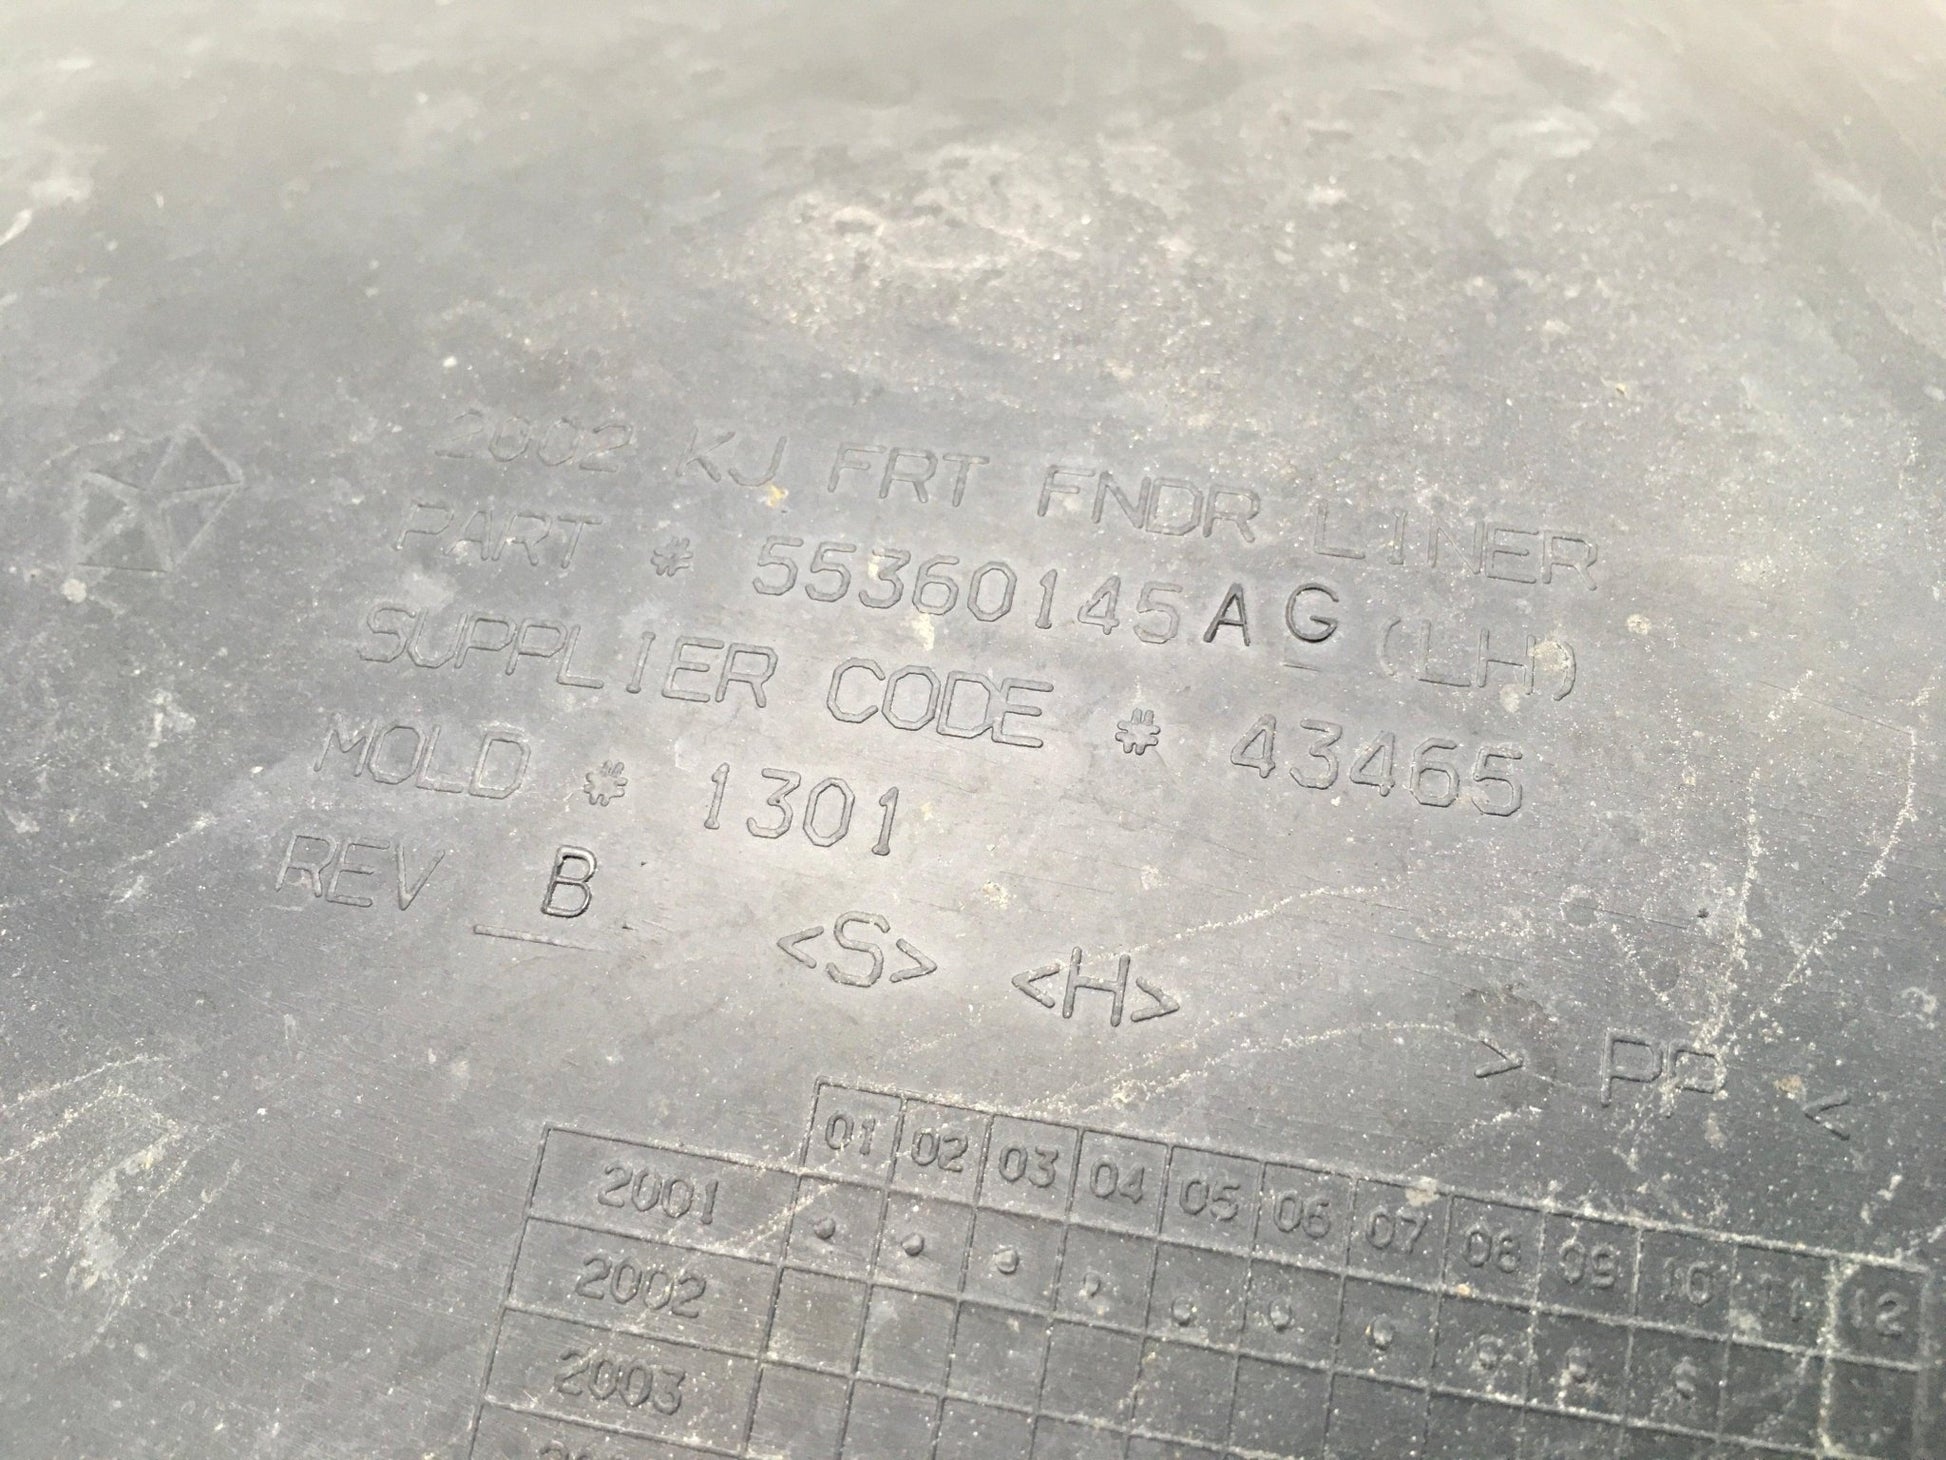 2002 KJ FRT FNDR LINER
PART # 55360145AG (LH)
SUPPLIER CODE # 43465
MOLD # 1301
REV B
<S> <H>
> PP <
01 02 03 04 05 06 07 08 09 10 11 12
2001
2002
2003